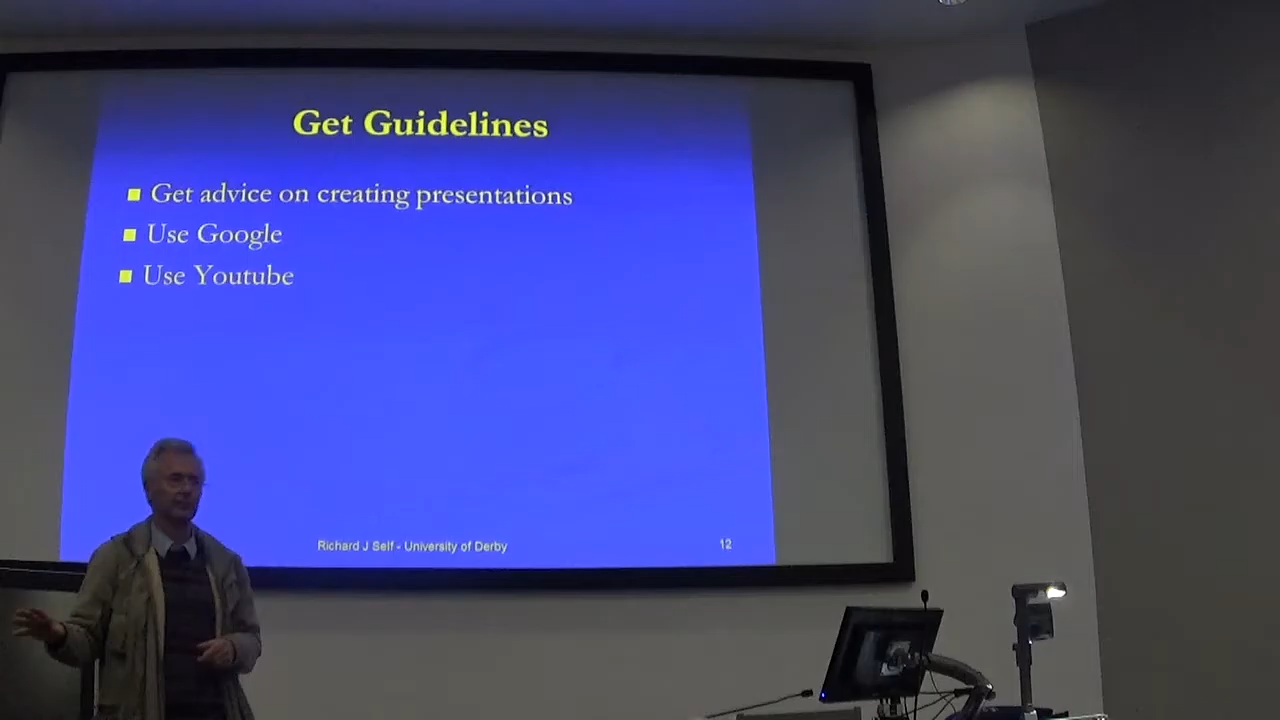 Get Guidelines
Get advice on creating presentations
Use Google
Use Youtube
Richard J Self - University of Derby
12